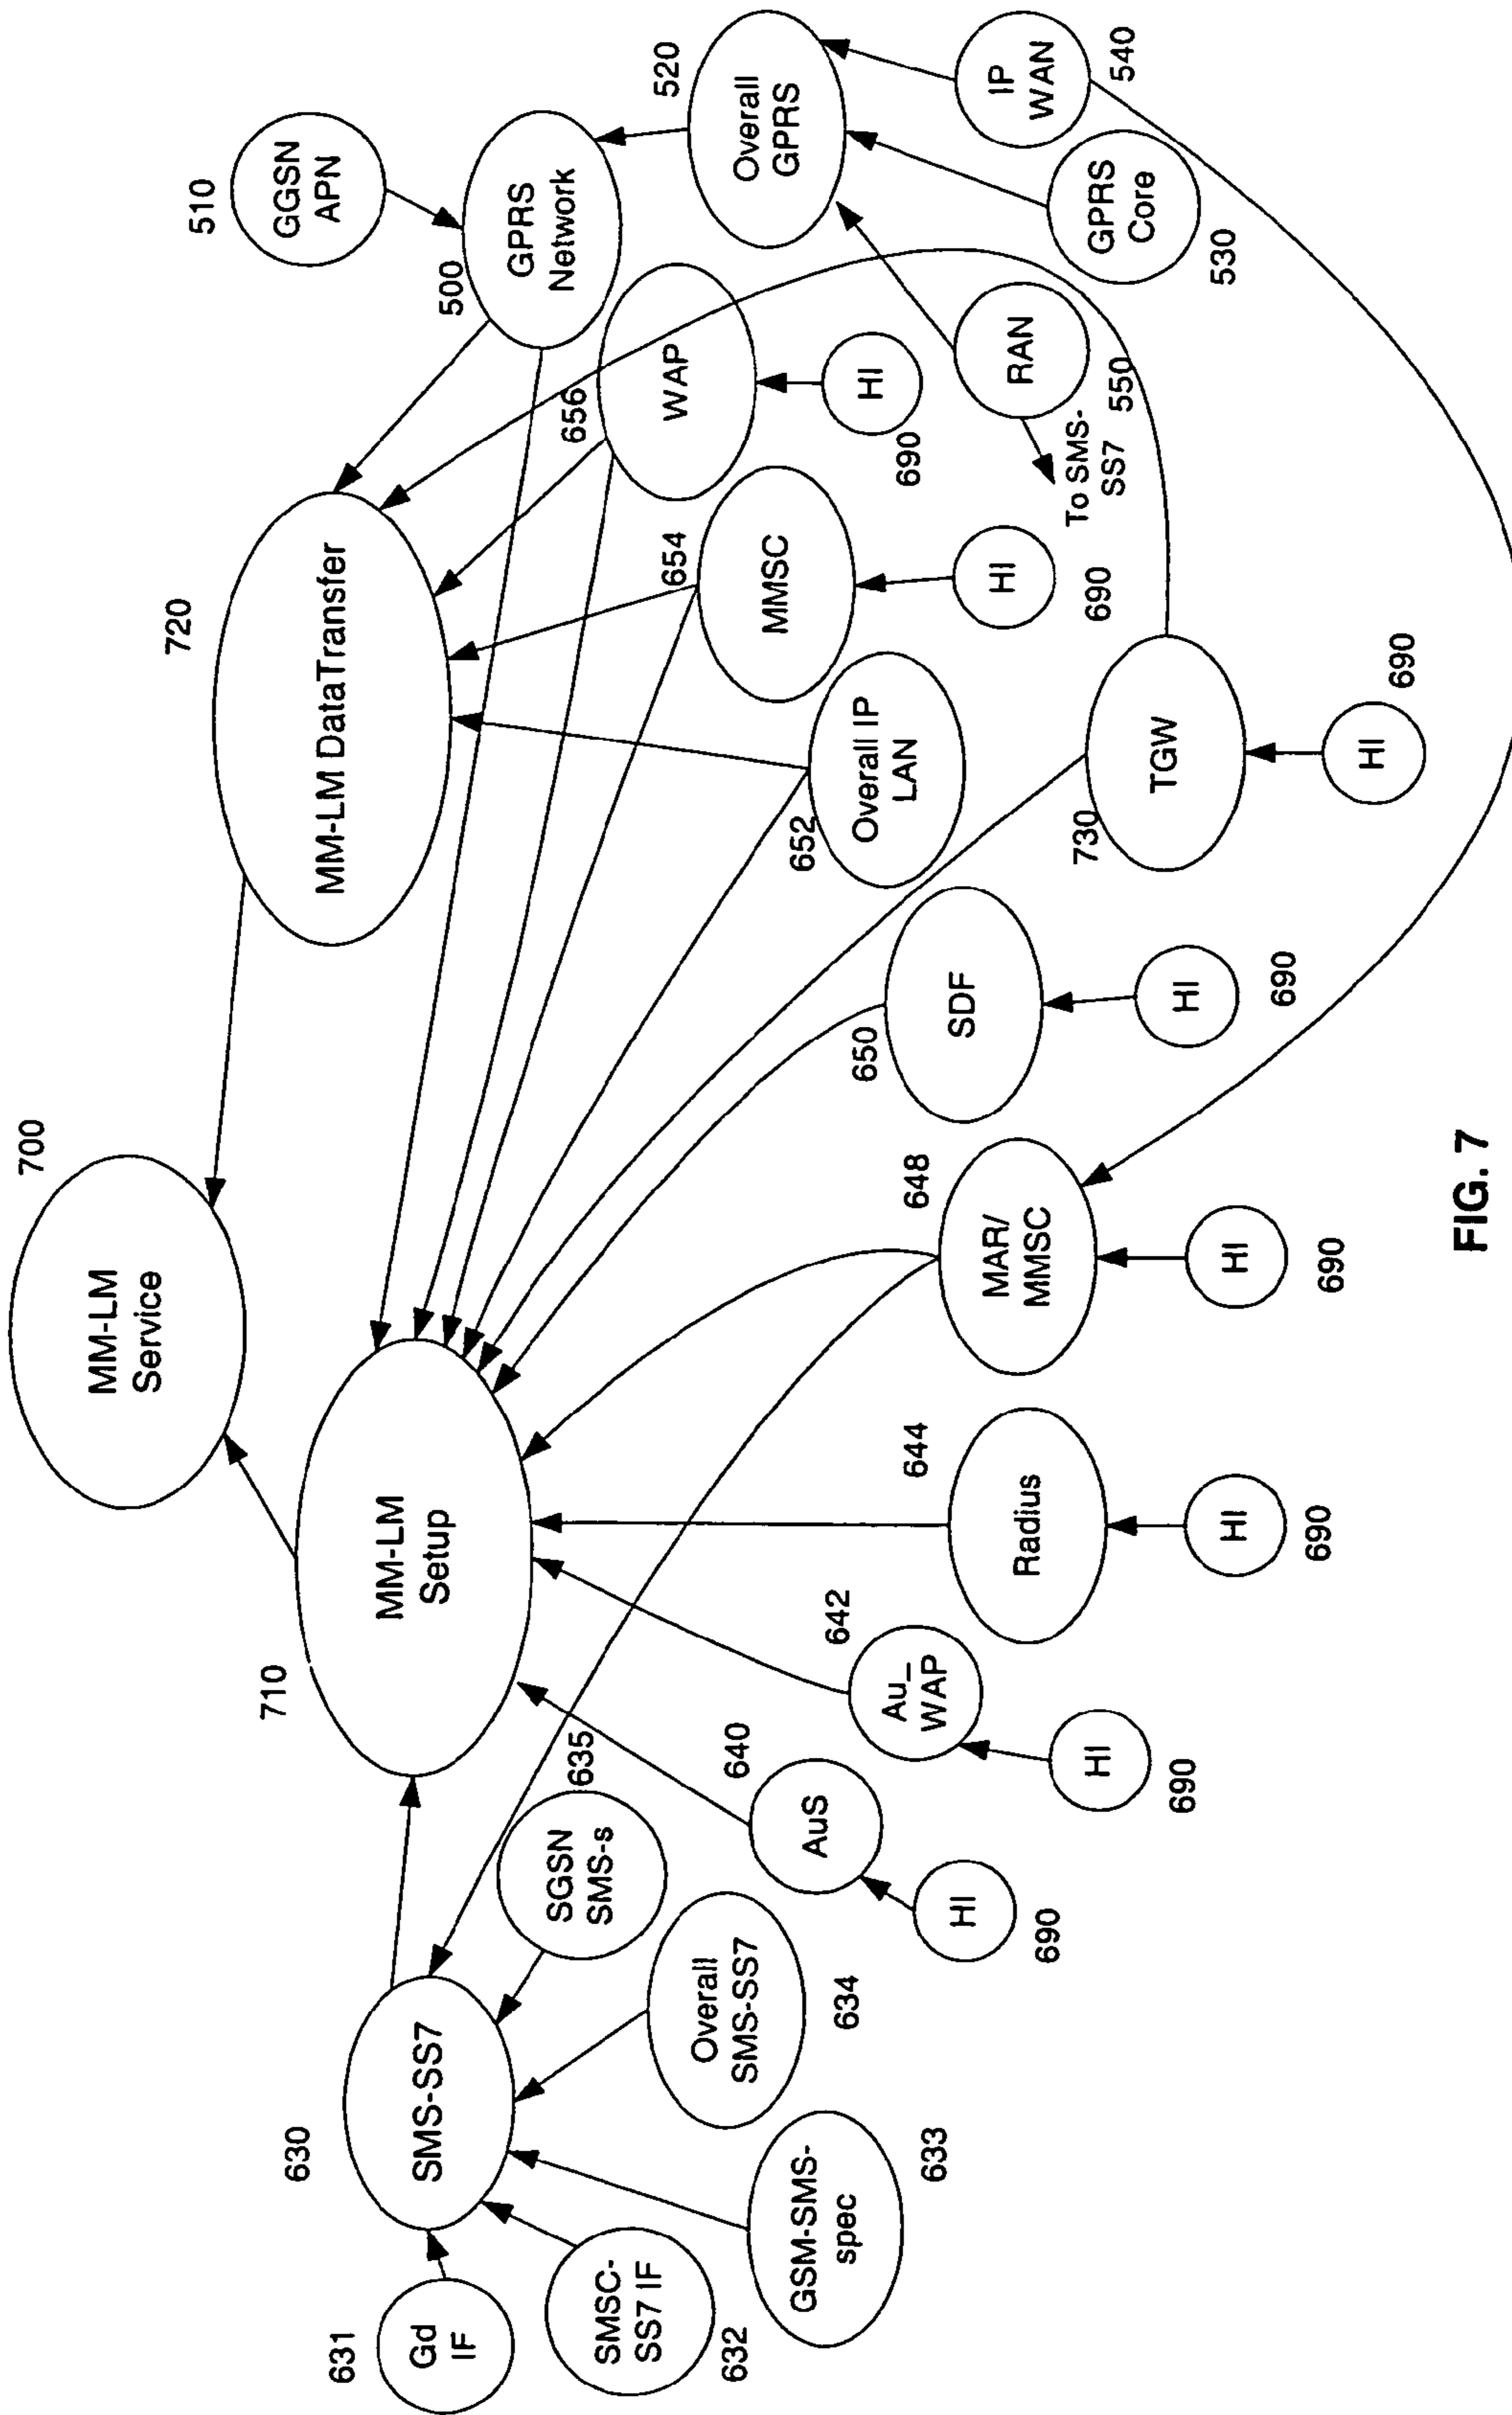 700
MM-LM
Service
720
MM-LM DataTransfer
710
MM-LM
Setup
510
GGSN
APN
500
GPRS
Network
520
Overall
GPRS
IP
WAN
540
GPRS
Core
530
RAN
550
To SMS-
SS7
656
WAP
HI
690
654
MMSC
HI
690
652
Overall IP
LAN
730
TGW
HI
690
650
SDF
HI
690
648
MAR/
MMSC
HI
690
644
Radius
HI
690
642
Au_
WAP
HI
690
640
AuS
HI
690
630
SMS-SS7
635
SGSN
SMS-s
Overall
SMS-SS7
634
GSM-SMS-
spec
633
SMSC-
SS7 IF
632
631
Gd
IF
FIG. 7